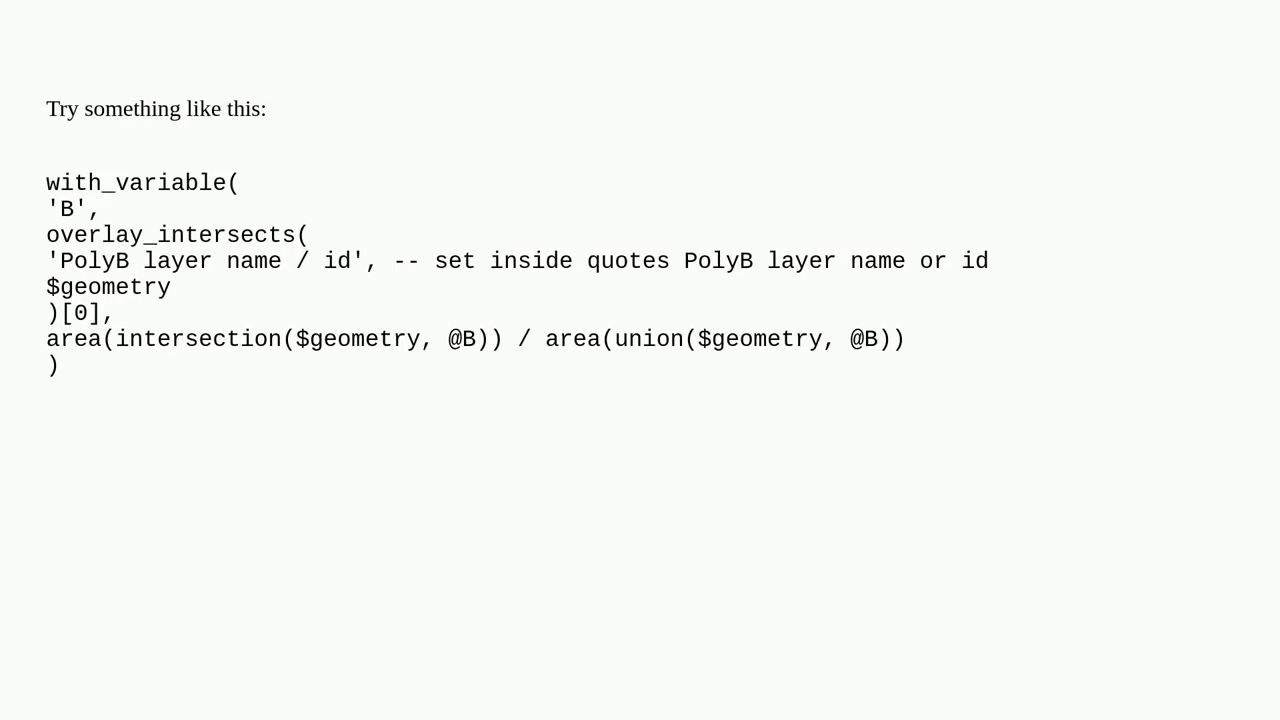 Try something like this:
with_variable(
'B',
overlay_intersects(
'PolyB layer name / id', -- set inside quotes PolyB layer name or id
$geometry
)[0],
area(intersection($geometry, @B)) / area(union($geometry, @B))
)